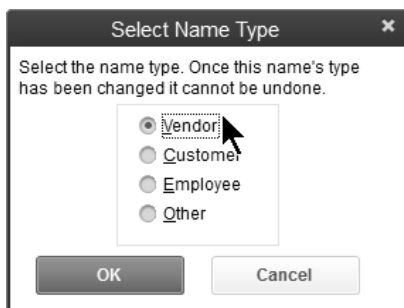 Select Name Type
Select the name type. Once this name's type
has been changed it cannot be undone.
Vendor
Customer
Employee
Other
OK Cancel